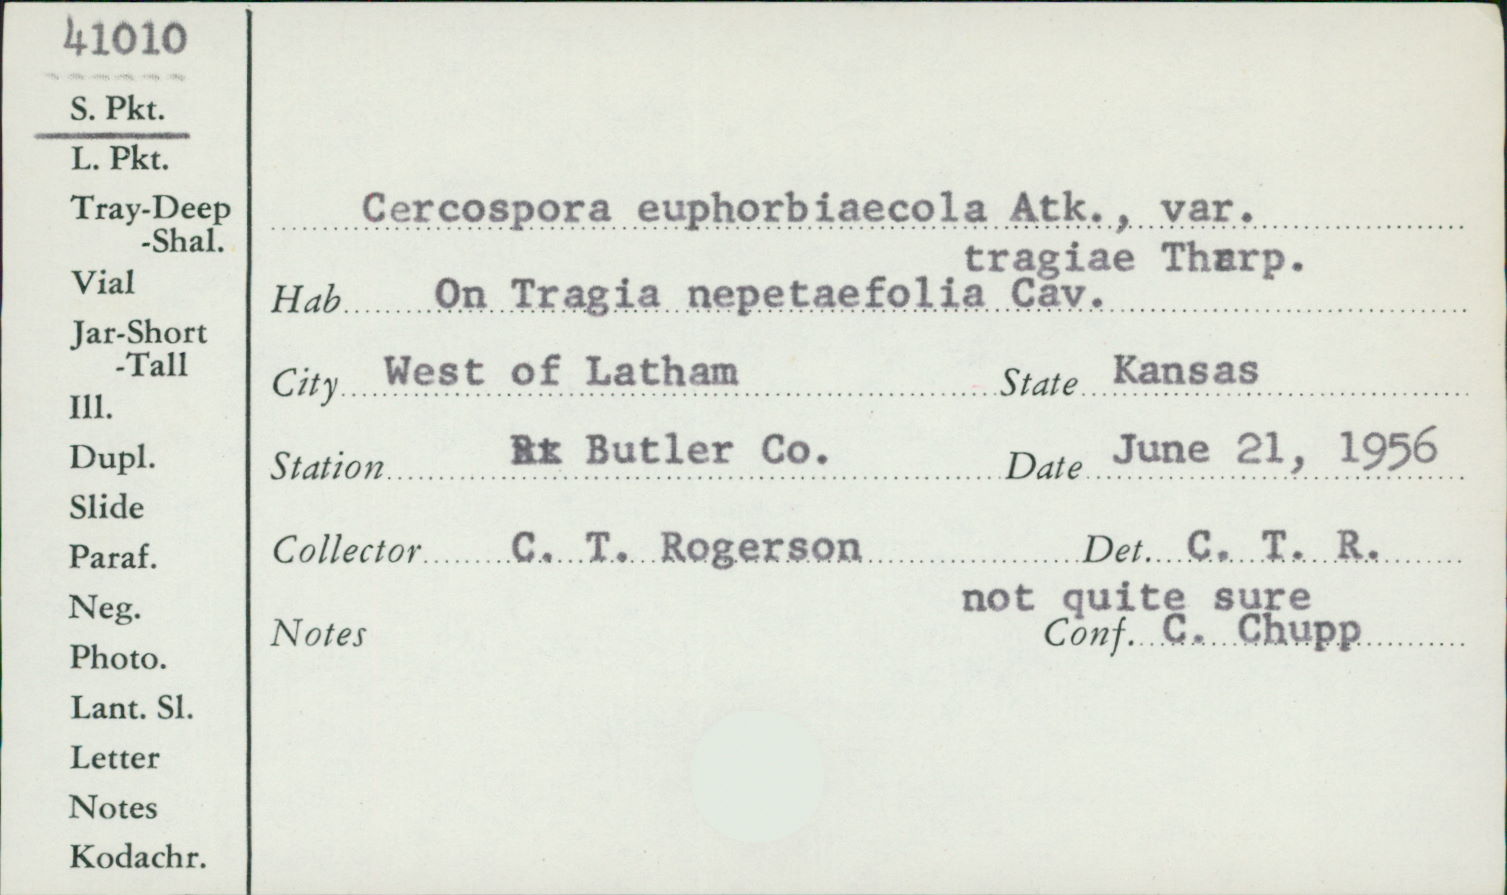 41010
S. Pkt.
L. Pkt.
Tray-Deep
-Shal.
Vial
Jar-Short
-Tall
Ill.
Dupl.
Slide
Paraf.
Neg.
Photo.
Lant. Sl.
Letter
Notes
Kodachr.
Cercospora euphorbiaecola Atk., var.
tragiae Tharp.
Hab. On Tragia nepetaefolia Cav.
City West of Latham State Kansas
Station Butler Co. Date June 21, 1956
Collector C. T. Rogerson Det. C. T. R.
not quite sure
Notes Conf. C. Chupp